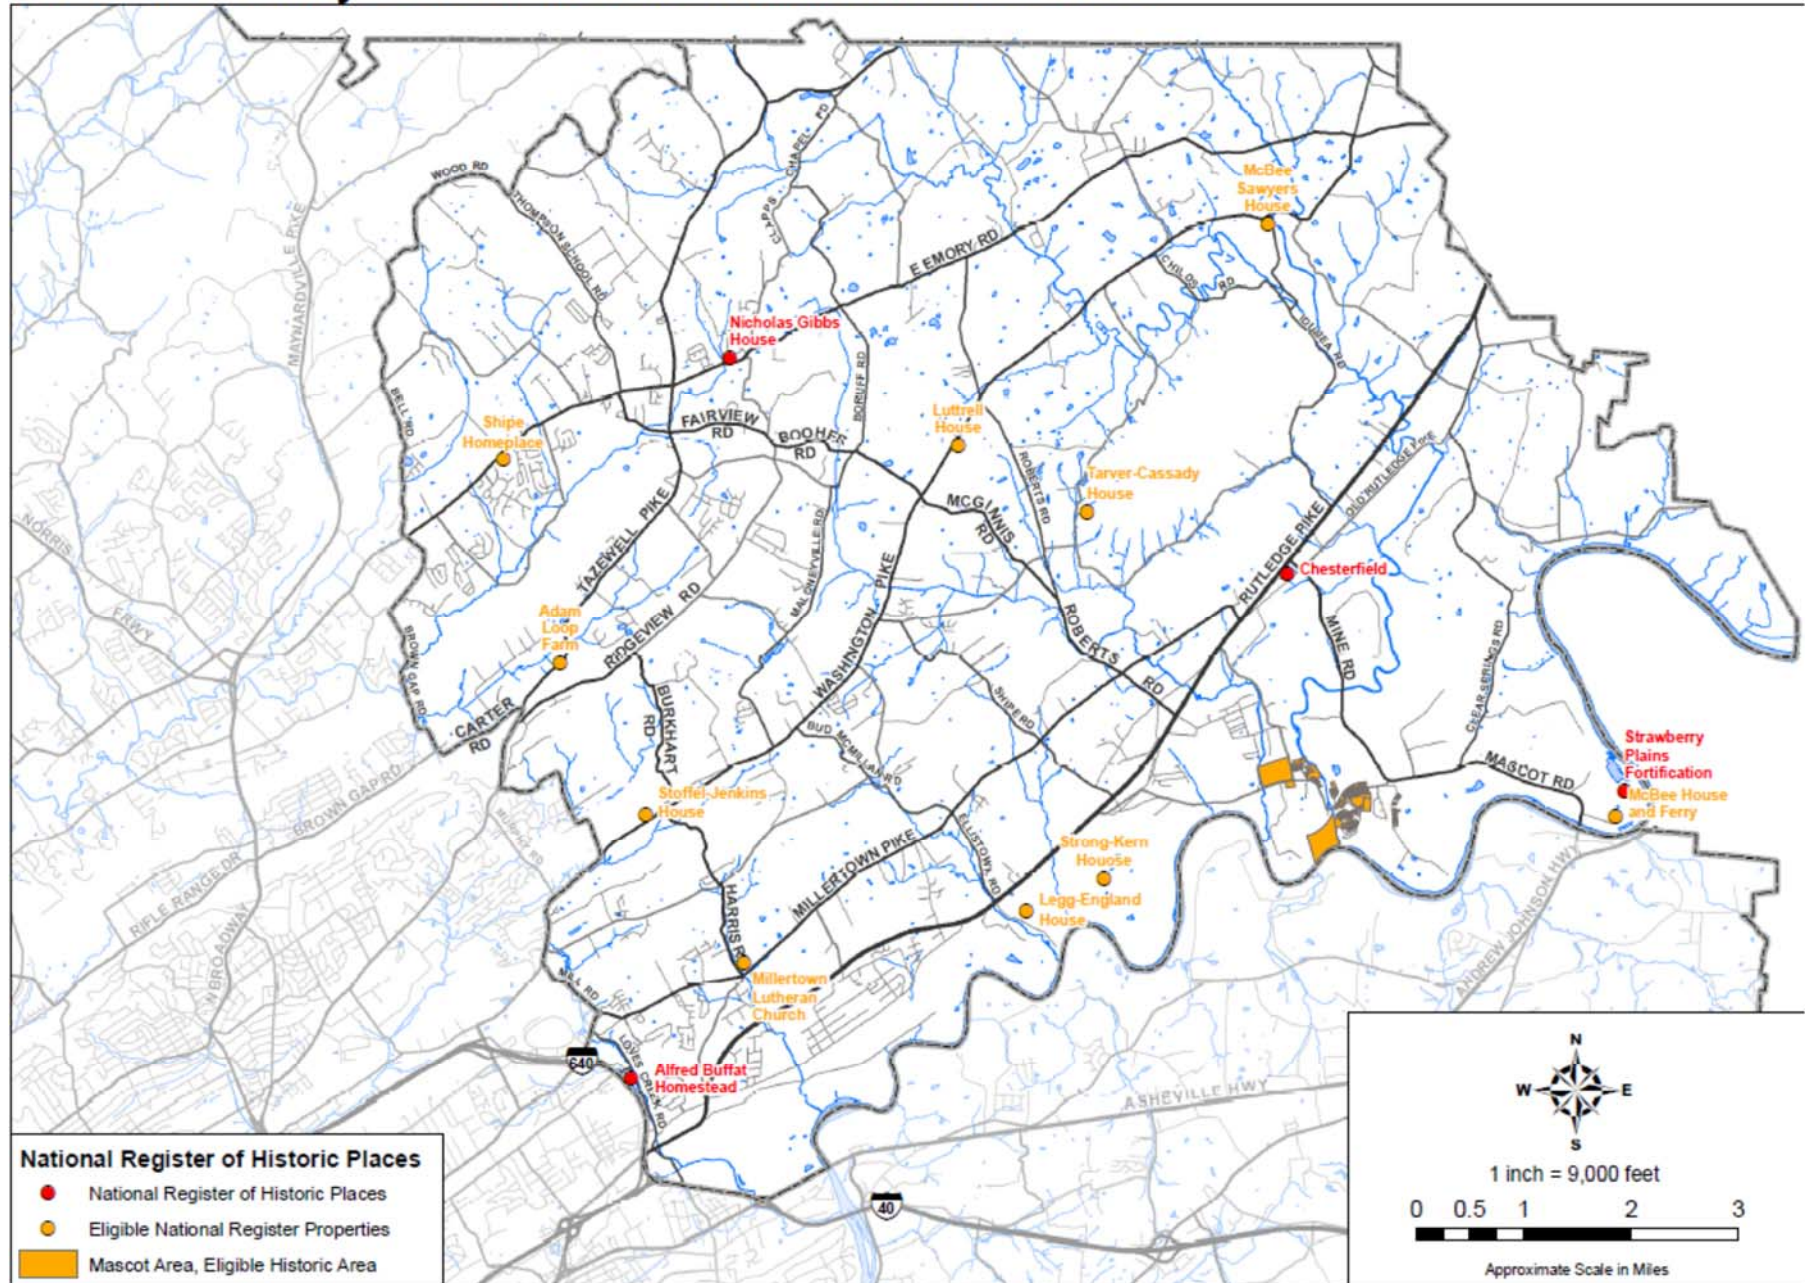 WOOD RD
THOMPSON SCHOOL RD
CLAPPS CHAPEL RD
McBee
Sawyers
House
MAYNARDVILLE PIKE
E EMORY RD
CHILDS RD
IDUMEA RD
Nicholas Gibbs
House
BELL RD
BORUFF RD
Shipe
Homeplace
FAIRVIEW
RD
BOOHER
RD
Luttrell
House
ROBERTS RD
Tarver-Cassady
House
OLD RUTLEDGE PIKE
NORRIS
FRWY
TAZEWELL PIKE
MALONEYVILLE RD
MCGINNIS
RD
WASHINGTON PIKE
RUTLEDGE PIKE
Chesterfield
Adam
Loop
Farm
RIDGEVIEW RD
BROWN GAP RD
ROBERTS
RD
MINE RD
CLEAR SPRINGS RD
CARTER
RD
BURKHART
RD
SHIPE RD
BUD MCMILLAN RD
Strawberry
Plains
Fortification
MASCOT RD
McBee House
and Ferry
BROWN GAP RD
MURPHY RD
Stoffel-Jenkins
House
ELLISTOWN RD
Strong-Kern
Houose
RIFLE RANGE DR
HARRIS RD
MILLERTOWN PIKE
Legg-England
House
ANDREW JOHNSON HWY
N BROADWAY
MILL RD
Millertown
Lutheran
Church
640
LOVES CREEK RD
Alfred Buffat
Homestead
ASHEVILLE HWY
40
National Register of Historic Places
National Register of Historic Places
Eligible National Register Properties
Mascot Area, Eligible Historic Area
N
W E
S
1 inch = 9,000 feet
0 0.5 1 2 3
Approximate Scale in Miles